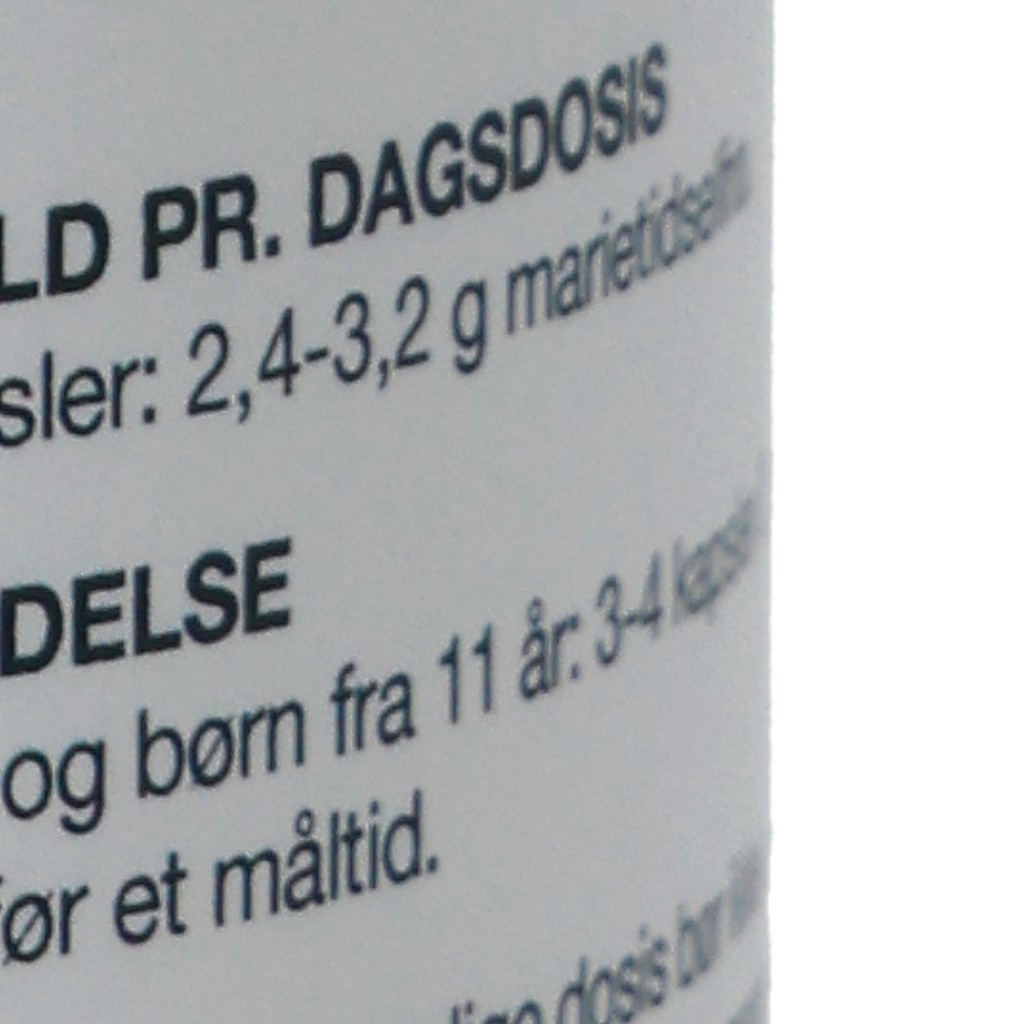 LD PR. DAGSDOSIS
sler: 2,4-3,2 g marietidselfrø
DELSE
og børn fra 11 år: 3-4 kapsler
før et måltid.
dosis bør